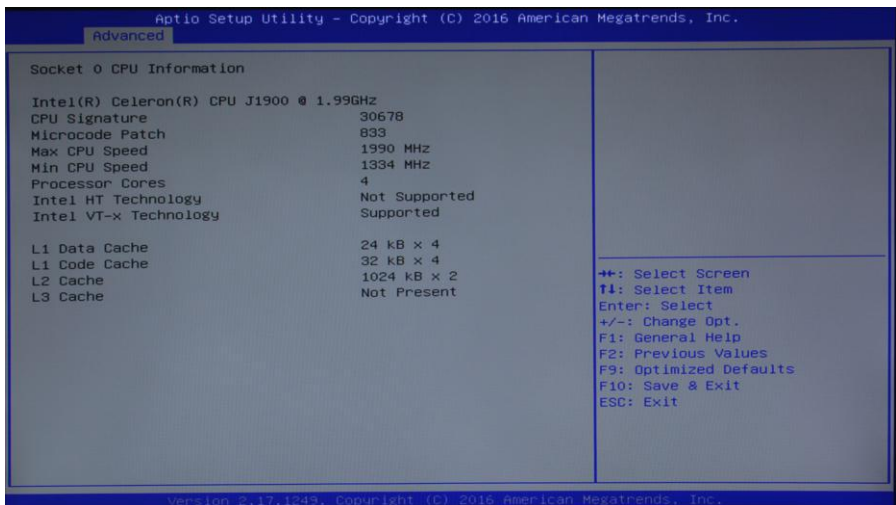 Aptio Setup Utility – Copyright (C) 2016 American Megatrends, Inc.
Advanced
Socket 0 CPU Information
Intel(R) Celeron(R) CPU J1900 @ 1.99GHz
CPU Signature 30678
Microcode Patch 833
Max CPU Speed 1990 MHz
Min CPU Speed 1334 MHz
Processor Cores 4
Intel HT Technology Not Supported
Intel VT-x Technology Supported
L1 Data Cache 24 kB x 4
L1 Code Cache 32 kB x 4
L2 Cache 1024 kB x 2
L3 Cache Not Present
→←: Select Screen
↑↓: Select Item
Enter: Select
+/-: Change Opt.
F1: General Help
F2: Previous Values
F9: Optimized Defaults
F10: Save & Exit
ESC: Exit
Version 2.17.1249. Copyright (C) 2016 American Megatrends, Inc.